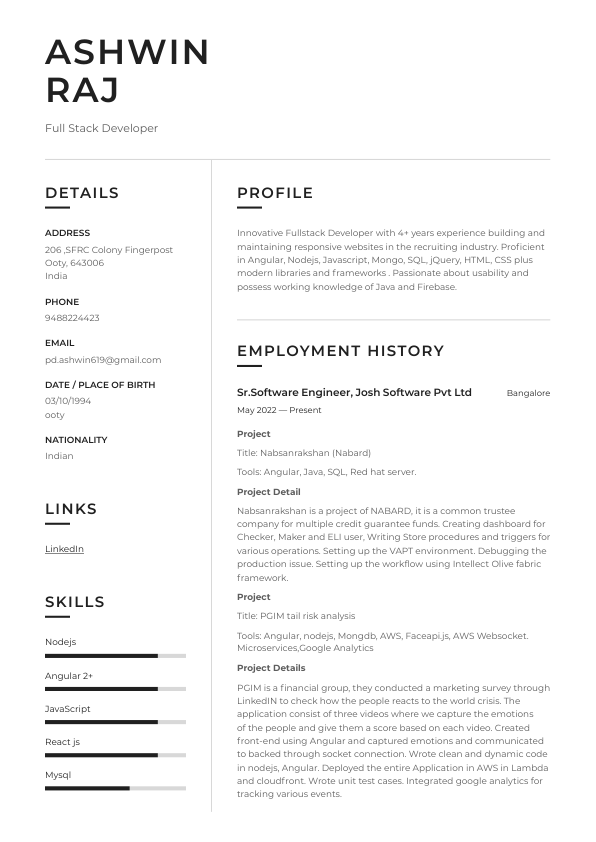 ASHWIN
RAJ
Full Stack Developer
DETAILS
ADDRESS
206 ,SFRC Colony Fingerpost
Ooty, 643006
India
PHONE
9488224423
EMAIL
pd.ashwin619@gmail.com
DATE / PLACE OF BIRTH
03/10/1994
ooty
NATIONALITY
Indian
LINKS
LinkedIn
SKILLS
Nodejs
Angular 2+
JavaScript
React js
Mysql
PROFILE
Innovative Fullstack Developer with 4+ years experience building and
maintaining responsive websites in the recruiting industry. Proficient
in Angular, Nodejs, Javascript, Mongo, SQL, jQuery, HTML, CSS plus
modern libraries and frameworks . Passionate about usability and
possess working knowledge of Java and Firebase.
EMPLOYMENT HISTORY
Sr.Software Engineer, Josh Software Pvt Ltd Bangalore
May 2022 — Present
Project
Title: Nabsanrakshan (Nabard)
Tools: Angular, Java, SQL, Red hat server.
Project Detail
Nabsanrakshan is a project of NABARD, it is a common trustee
company for multiple credit guarantee funds. Creating dashboard for
Checker, Maker and ELI user, Writing Store procedures and triggers for
various operations. Setting up the VAPT environment. Debugging the
production issue. Setting up the workflow using Intellect Olive fabric
framework.
Project
Title: PGIM tail risk analysis
Tools: Angular, nodejs, Mongdb, AWS, Faceapi.js, AWS Websocket.
Microservices,Google Analytics
Project Details
PGIM is a financial group, they conducted a marketing survey through
LinkedIN to check how the people reacts to the world crisis. The
application consist of three videos where we capture the emotions
of the people and give them a score based on each video. Created
front-end using Angular and captured emotions and communicated
to backed through socket connection. Wrote clean and dynamic code
in nodejs, Angular. Deployed the entire Application in AWS in Lambda
and cloudfront. Wrote unit test cases. Integrated google analytics for
tracking various events.